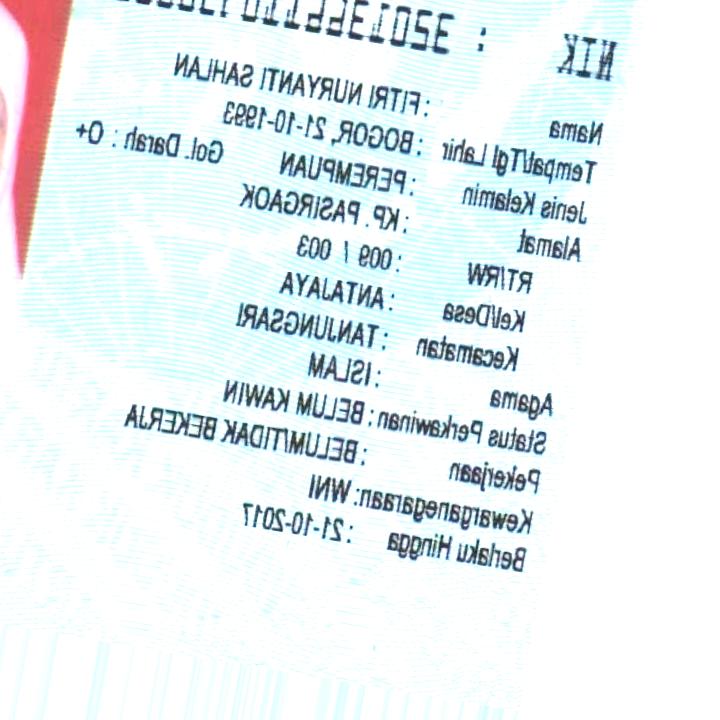 NIK :
Nama : FITRI NURYANTI SAHLAN
Tempat/Tgl Lahir : BOGOR, 21-10-1993
Jenis Kelamin : PEREMPUAN Gol. Darah : O+
Alamat : KP. PASIRGAOK
RT/RW : 009 / 003
Kel/Desa : ANTAJAYA
Kecamatan : TANJUNGSARI
Agama : ISLAM
Status Perkawinan : BELUM KAWIN
Pekerjaan : BELUM/TIDAK BEKERJA
Kewarganegaraan: WNI
Berlaku Hingga : 21-10-2017